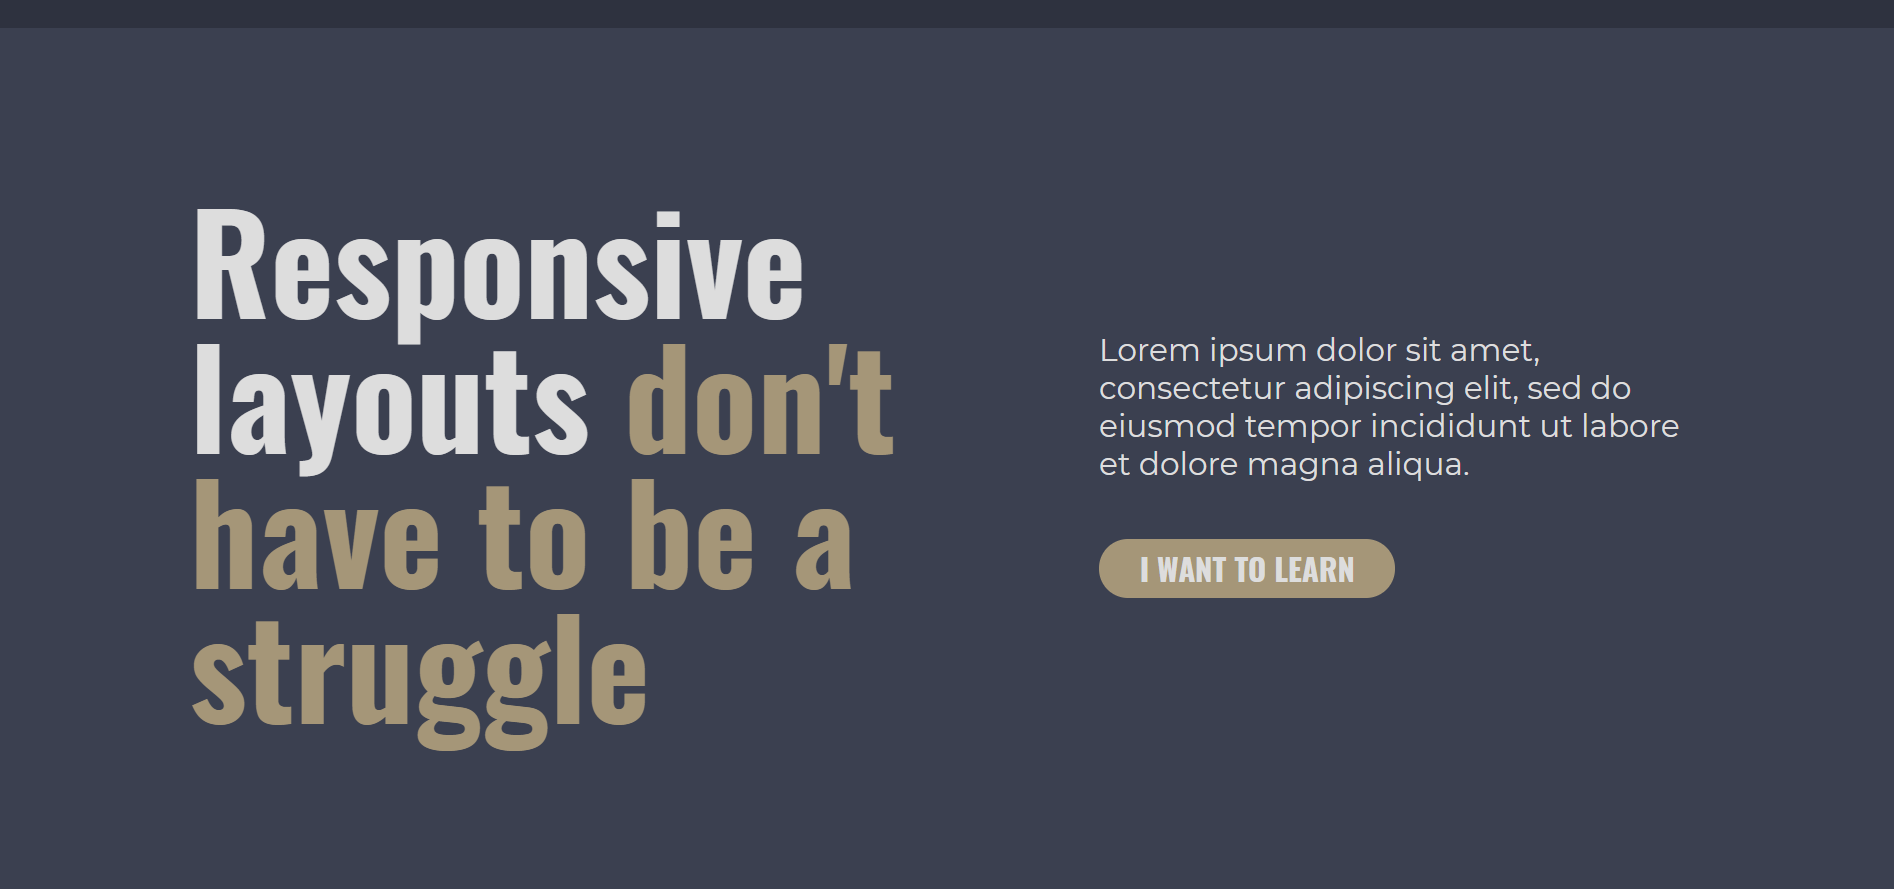 Responsive
layouts don't
have to be a
struggle
Lorem ipsum dolor sit amet,
consectetur adipiscing elit, sed do
eiusmod tempor incididunt ut labore
et dolore magna aliqua.
I WANT TO LEARN